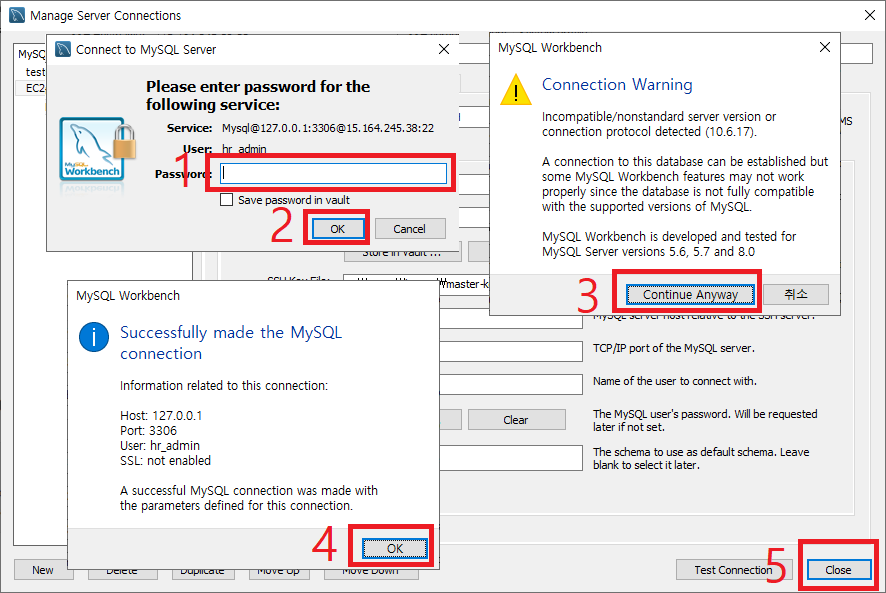 Manage Server Connections
MySQ
test
EC2
MS
Connect to MySQL Server
Please enter password for the
following service:
Service: Mysql@127.0.0.1:3306@15.164.245.38:22
User: hr_admin
Password:
Save password in vault
OK
Cancel
MySQL
Workbench
1
2
MySQL Workbench
Connection Warning
Incompatible/nonstandard server version or
connection protocol detected (10.6.17).
A connection to this database can be established but
some MySQL Workbench features may not work
properly since the database is not fully compatible
with the supported versions of MySQL.
MySQL Workbench is developed and tested for
MySQL Server versions 5.6, 5.7 and 8.0
3
Continue Anyway
취소
Store in Vault ...
SSH Key File:
master-k
MySQL server host relative to the SSH server.
TCP/IP port of the MySQL server.
Name of the user to connect with.
Clear
The MySQL user's password. Will be requested
later if not set.
The schema to use as default schema. Leave
blank to select it later.
MySQL Workbench
Successfully made the MySQL
connection
Information related to this connection:
Host: 127.0.0.1
Port: 3306
User: hr_admin
SSL: not enabled
A successful MySQL connection was made with
the parameters defined for this connection.
4
OK
New
Delete
Duplicate
Move Up
Move Down
Test Connection
5
Close